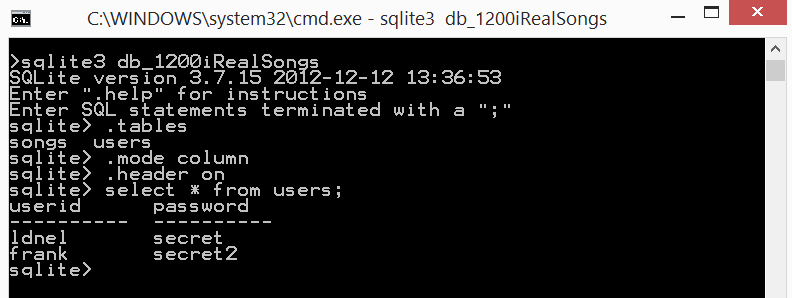 C:\WINDOWS\system32\cmd.exe - sqlite3  db_1200iRealSongs
>sqlite3 db_1200iRealSongs
SQLite version 3.7.15 2012-12-12 13:36:53
Enter ".help" for instructions
Enter SQL statements terminated with a ";"
sqlite> .tables
songs  users
sqlite> .mode column
sqlite> .header on
sqlite> select * from users;
userid      password
----------  ----------
ldnel       secret
frank       secret2
sqlite>